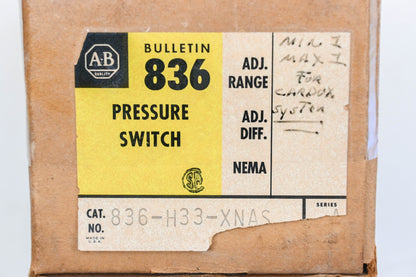 A-B
QUALITY
BULLETIN
836
PRESSURE
SWITCH
ADJ.
RANGE
ADJ.
DIFF.
NEMA
MIN I
MAX I
FOR
CARDOX
SYSTEM
CAT.
NO.
836-H33-XNAS
SERIES
A
MADE IN
U.S.A.